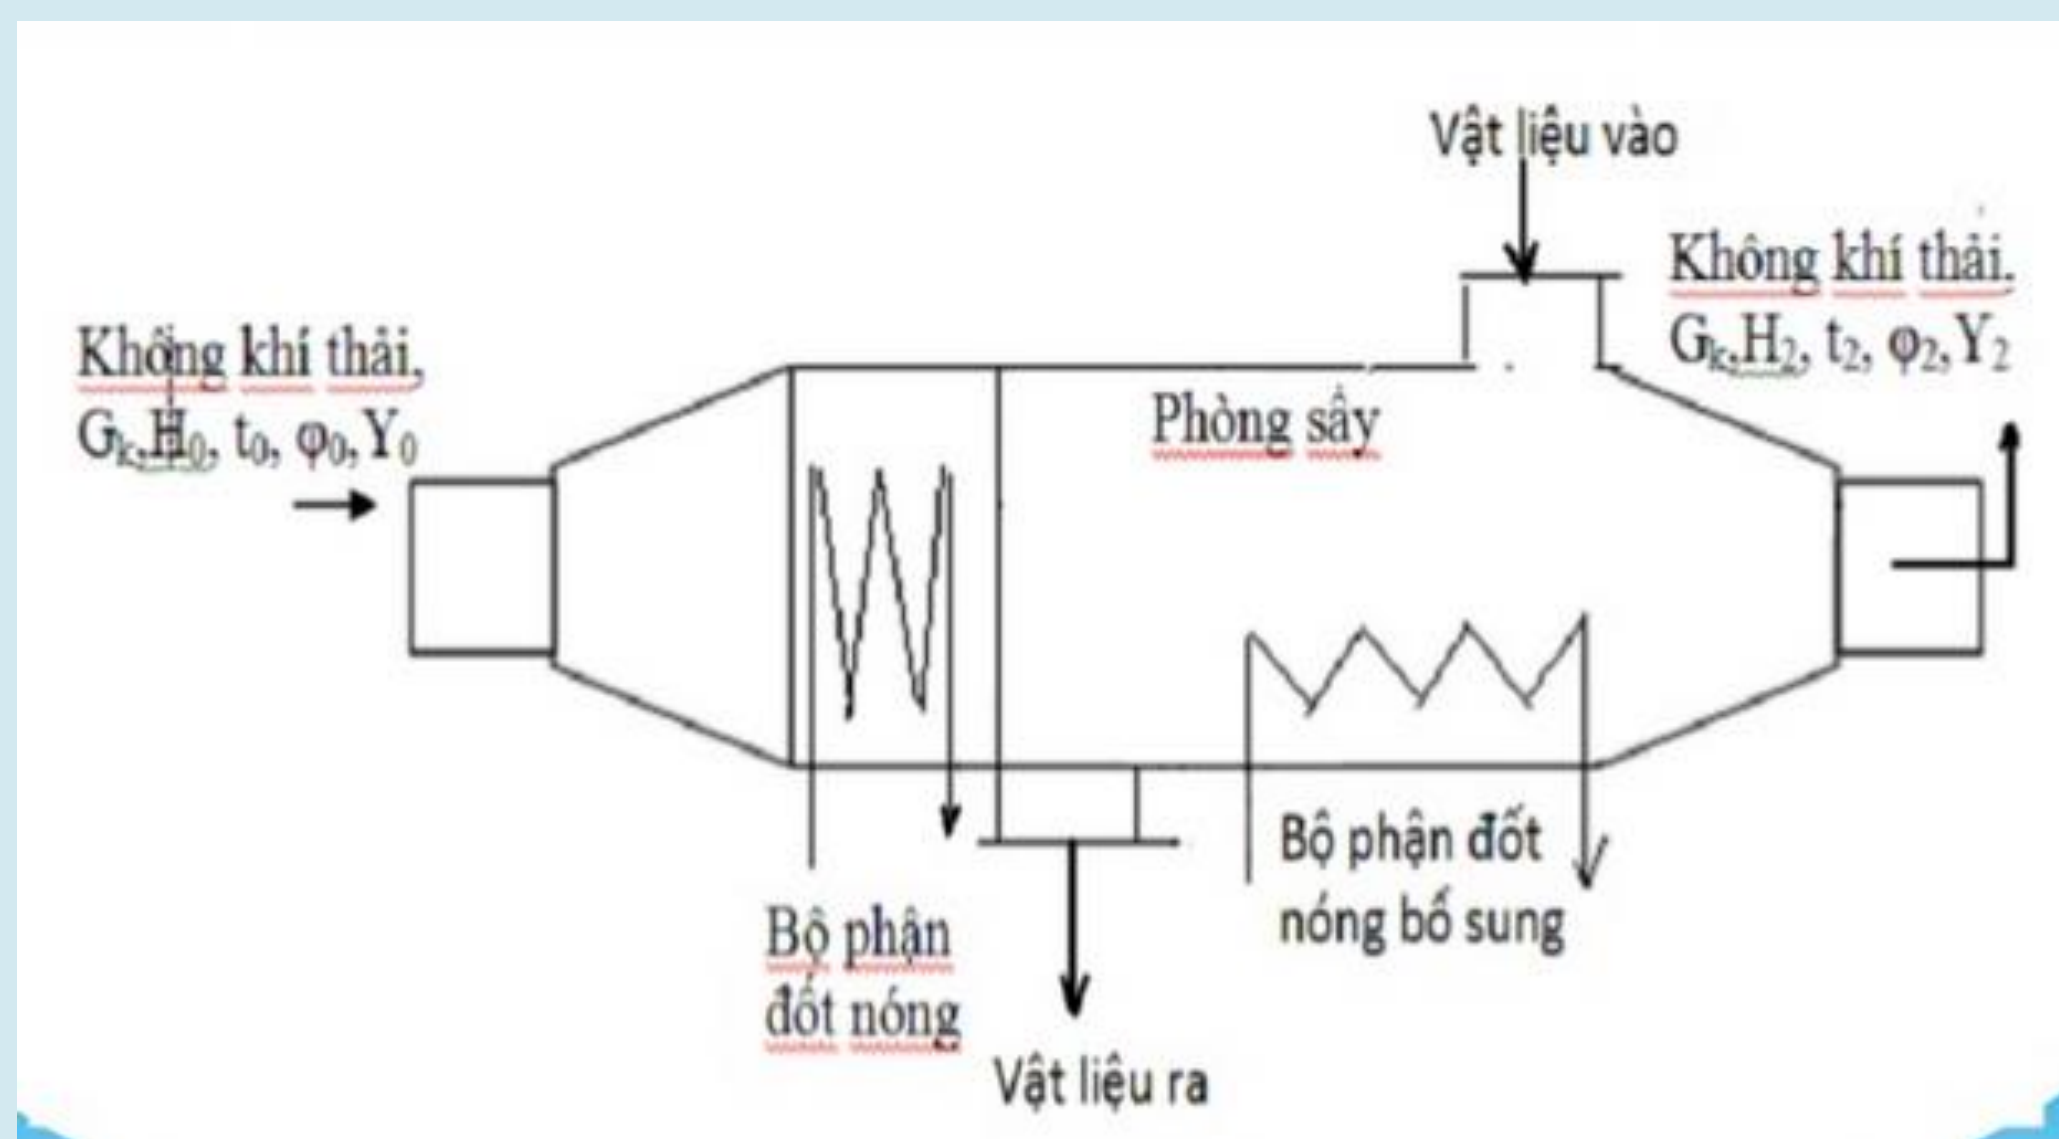 Vật liệu vào
Không khí thải,
Gk,H2, t2, φ2,Y2
Không khí thải,
Gk,H0, t0, φ0,Y0
Phòng sấy
Bộ phận đốt
nóng bổ sung
Bộ phận
đốt nóng
Vật liệu ra